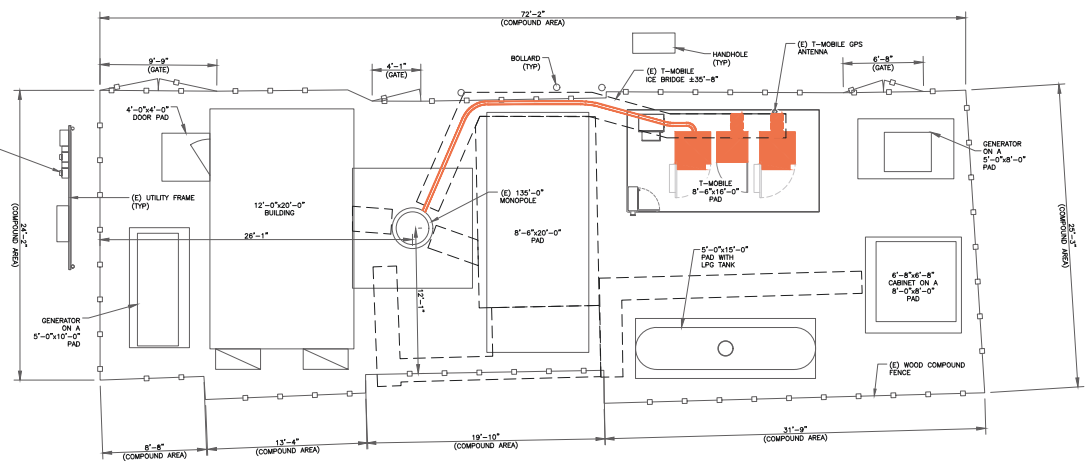 72'-2"
(COMPOUND AREA)
9'-9"
(GATE)
4'-1"
(GATE)
BOLLARD
(TYP)
HANDHOLE
(TYP)
(E) T-MOBILE GPS
ANTENNA
6'-8"
(GATE)
(E) T-MOBILE
ICE BRIDGE ±35'-8"
4'-0"x4'-0"
DOOR PAD
GENERATOR
ON A
5'-0"x8'-0"
PAD
(E) UTILITY FRAME
(TYP)
24'-2"
(COMPOUND AREA)
12'-0"x20'-0"
BUILDING
26'-1"
(E) 135'-0"
MONOPOLE
8'-6"x20'-0"
PAD
T-MOBILE
8'-6"x16'-0"
PAD
25'-3"
(COMPOUND AREA)
5'-0"x15'-0"
PAD WITH
LPG TANK
6'-8"x6'-8"
CABINET ON A
8'-0"x8'-0"
PAD
12'-1"
GENERATOR
ON A
5'-0"x10'-0"
PAD
(E) WOOD COMPOUND
FENCE
8'-8"
(COMPOUND AREA)
13'-4"
(COMPOUND AREA)
19'-10"
(COMPOUND AREA)
31'-9"
(COMPOUND AREA)